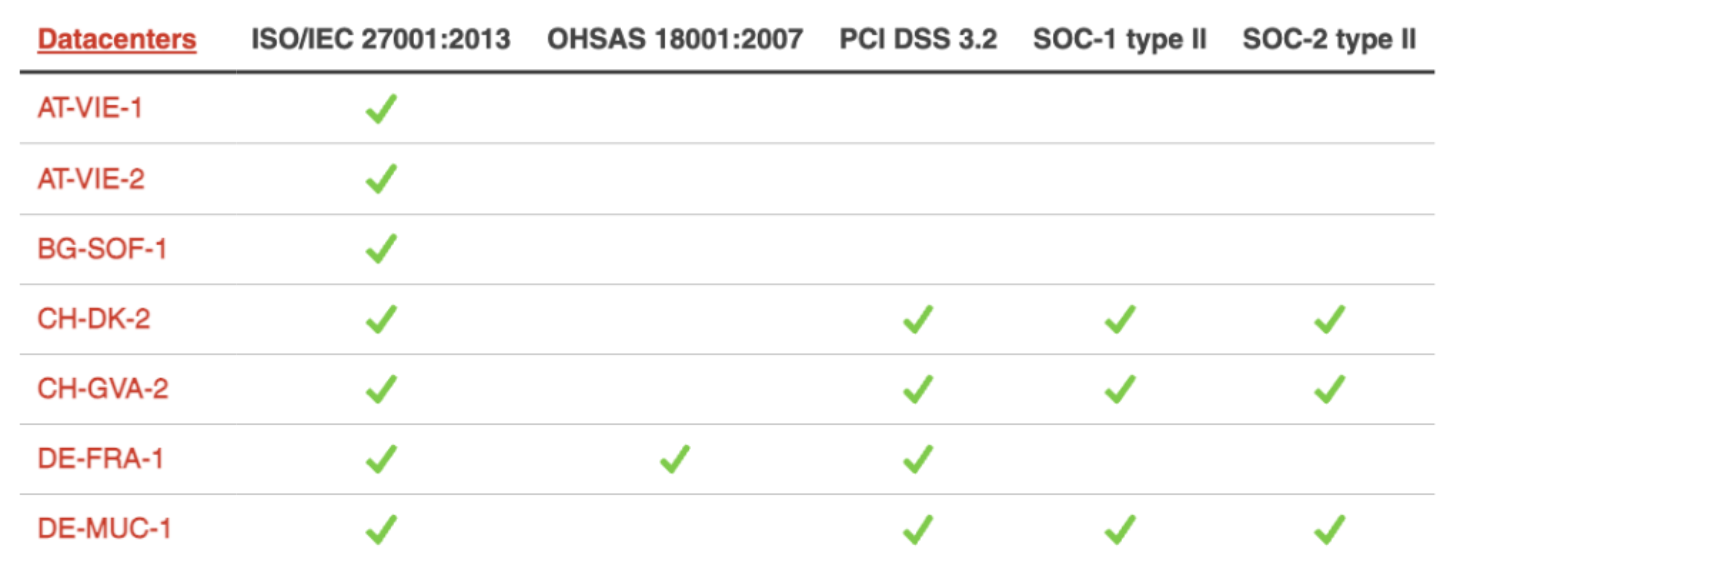 Datacenters ISO/IEC 27001:2013 OHSAS 18001:2007 PCI DSS 3.2 SOC-1 type II SOC-2 type II
AT-VIE-1
AT-VIE-2
BG-SOF-1
CH-DK-2
CH-GVA-2
DE-FRA-1
DE-MUC-1